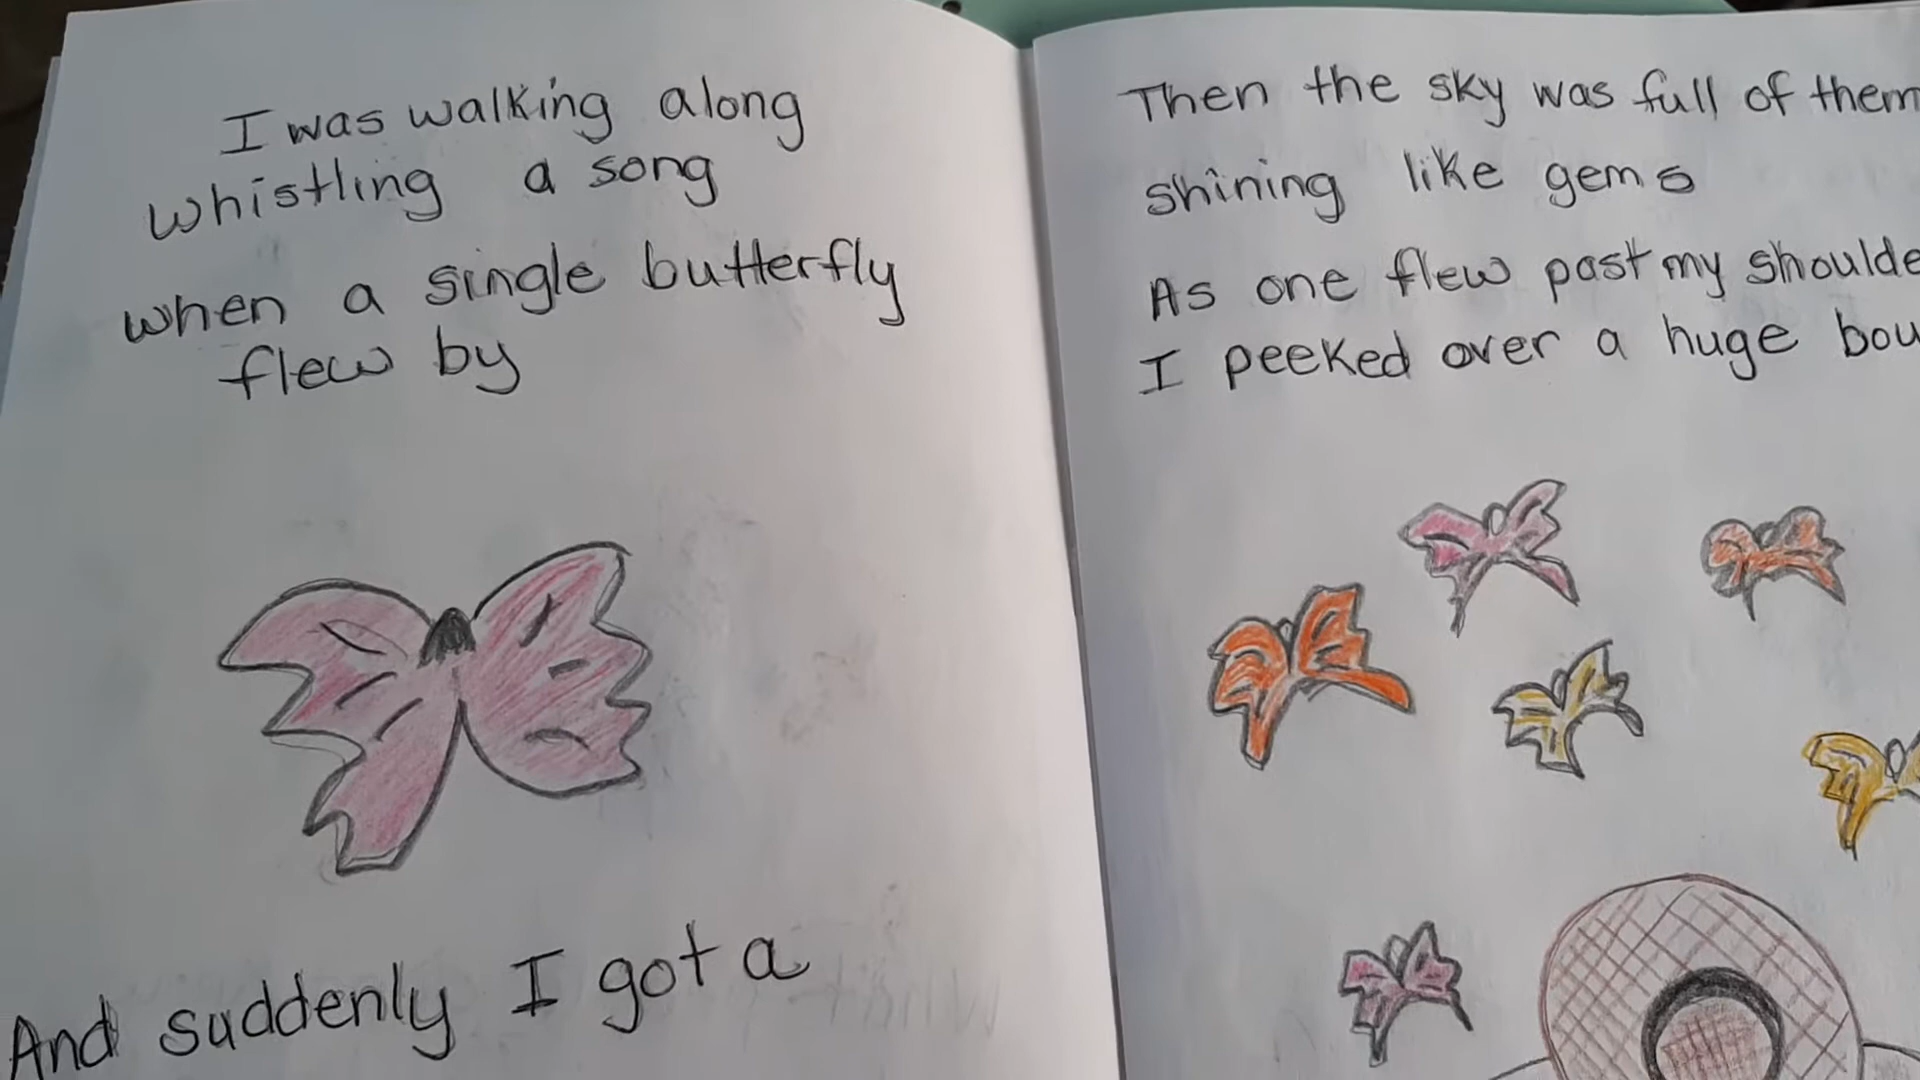 I was walking along
whistling a song
when a single butterfly
flew by
And suddenly I got a
Then the sky was full of them
shining like gems
As one flew past my shoulde
I peeked over a huge bou